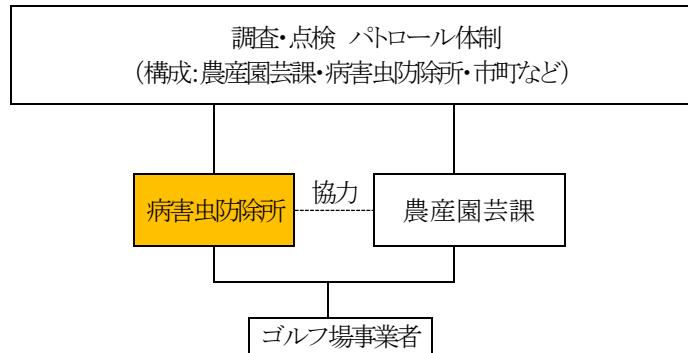 調査・点検 パトロール体制
（構成：農産園芸課・病害虫防除所・市町など）
協力
病害虫防除所
農産園芸課
ゴルフ場事業者